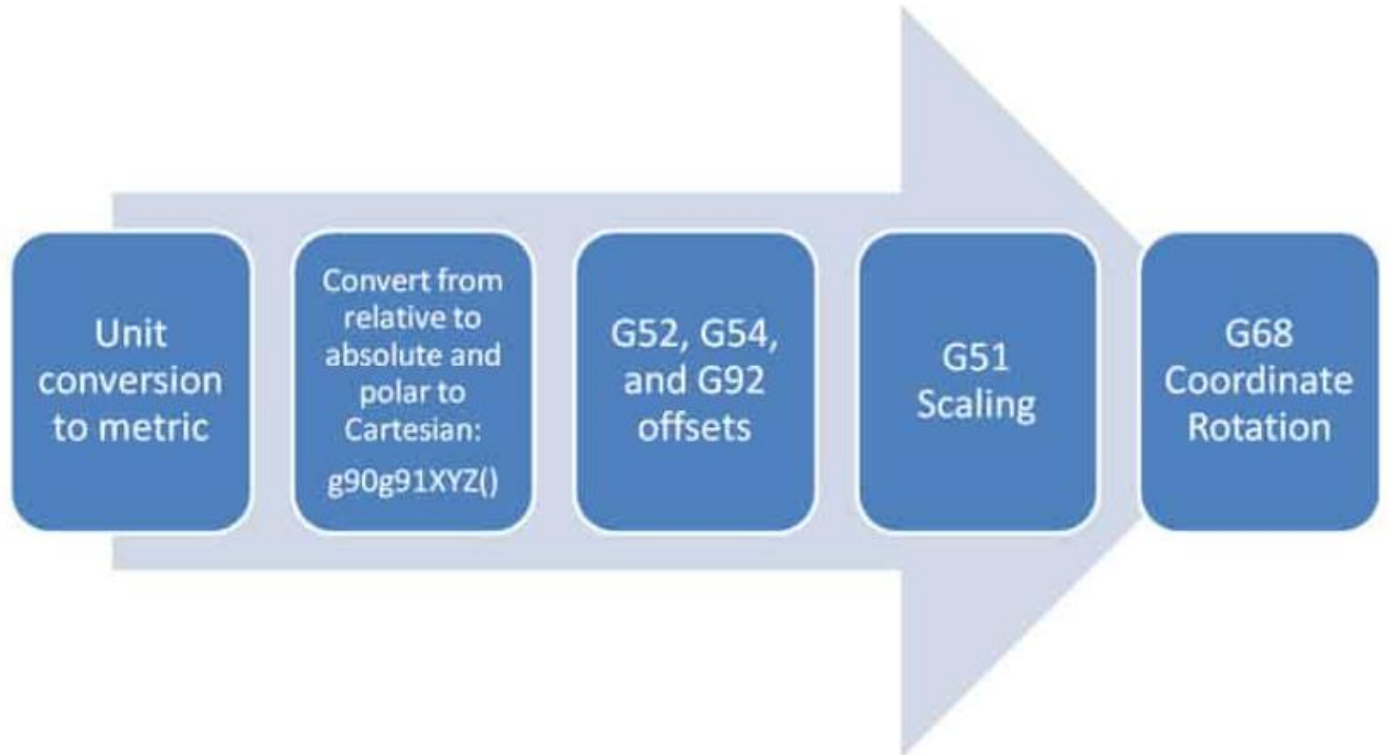 Unit
conversion
to metric
Convert from
relative to
absolute and
polar to
Cartesian:
g90g91XYZ()
G52, G54,
and G92
offsets
G51
Scaling
G68
Coordinate
Rotation